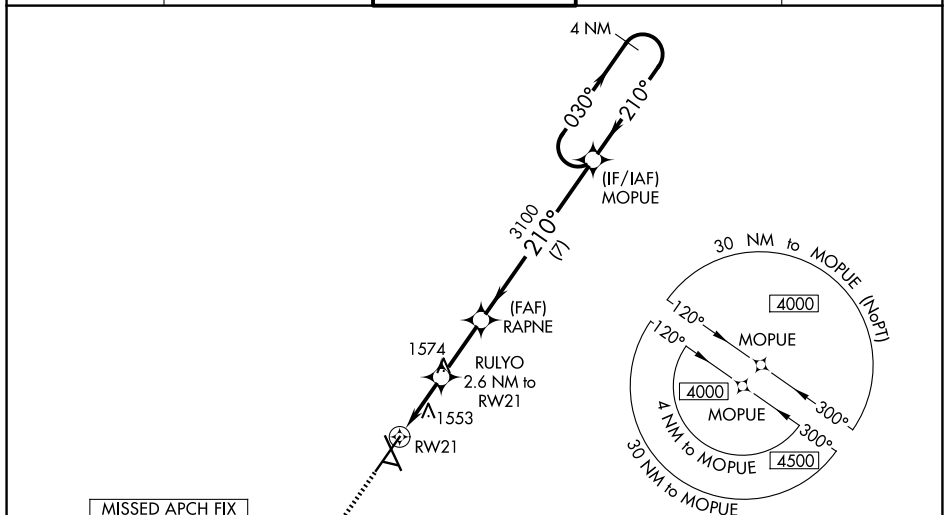 4 NM
030°
210°
(IF/IAF)
MOPUE
3100
210°
(7)
30 NM to MOPUE (NoPT)
4000
120°
MOPUE
300°
120°
4000
MOPUE
300°
4 NM to MOPUE
4500
30 NM to MOPUE
(FAF)
RAPNE
1574
RULYO
2.6 NM to
RW21
1553
RW21
MISSED APCH FIX